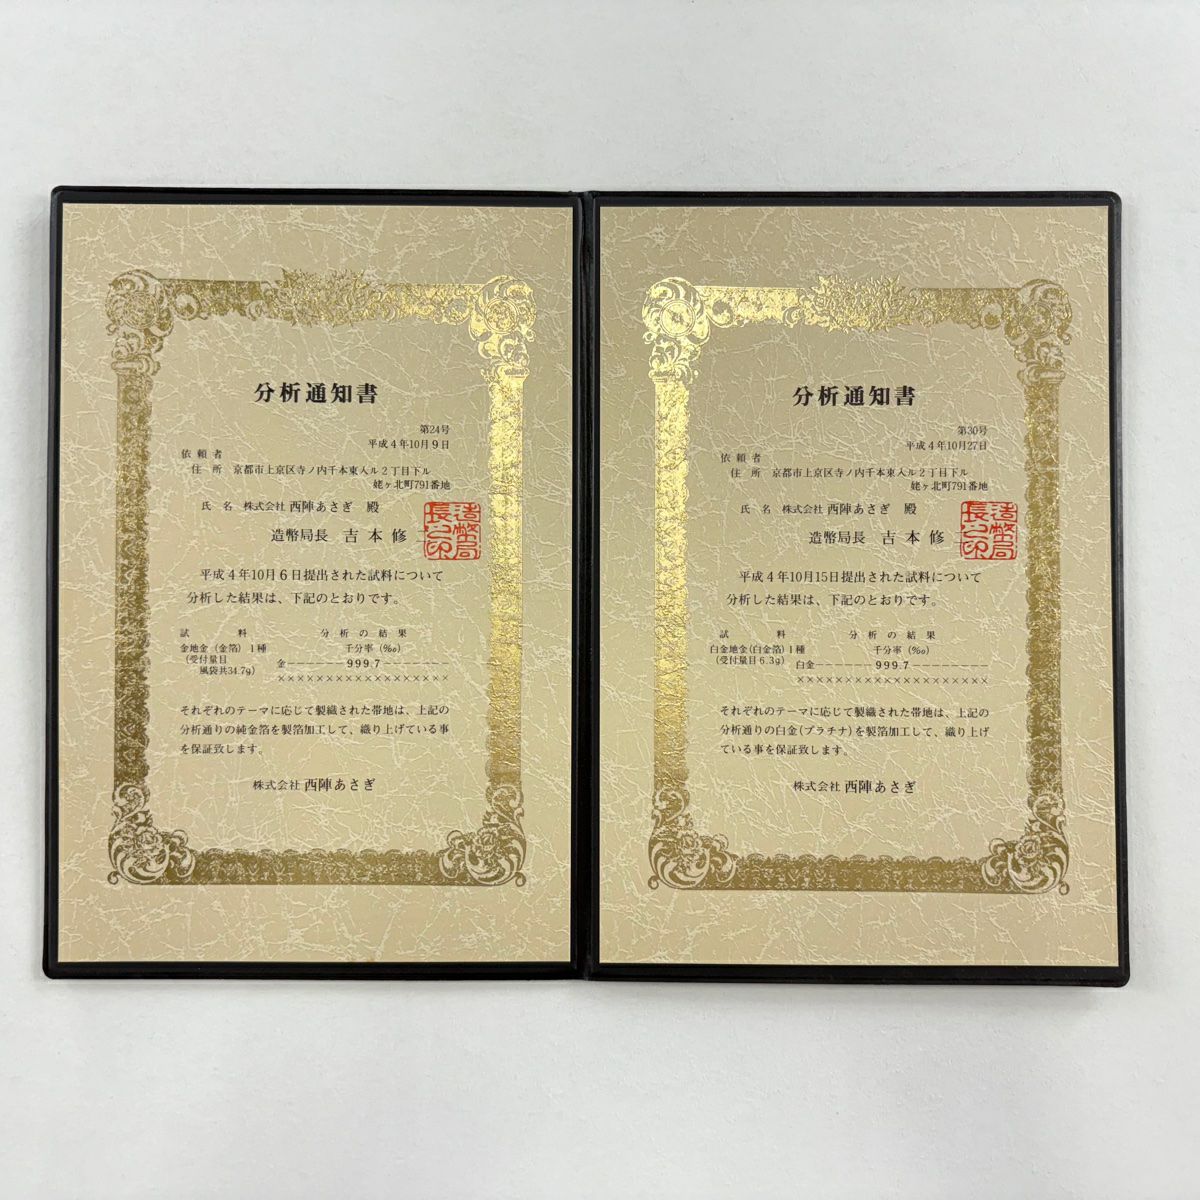 分析通知書
第24号
平成4年10月9日
依頼者
住所 京都市上京区寺ノ内千本東入ル2丁目下ル
姥ヶ北町791番地
氏名 株式会社 西陣あさぎ 殿
造幣局長 吉本修二
造幣局長之印
平成4年10月6日提出された試料について
分析した結果は、下記のとおりです。
試料 分析の結果
金地金(金箔)1種 千分率(‰)
(受付量目
風袋共34.7g) 金―――――999.7―――――
××××××××××××××××××
それぞれのテーマに応じて製織された帯地は、上記の
分析通りの純金箔を製箔加工して、織り上げている事
を保証致します。
株式会社 西陣あさぎ
分析通知書
第30号
平成4年10月27日
依頼者
住所 京都市上京区寺ノ内千本東入ル2丁目下ル
姥ヶ北町791番地
氏名 株式会社 西陣あさぎ 殿
造幣局長 吉本修二
造幣局長之印
平成4年10月15日提出された試料について
分析した結果は、下記のとおりです。
試料 分析の結果
白金地金(白金箔)1種 千分率(‰)
(受付量目6.3g) 白金―――――999.7―――――
×××××××××××××××××××
それぞれのテーマに応じて製織された帯地は、上記の
分析通りの白金(プラチナ)を製箔加工して、織り上げ
ている事を保証致します。
株式会社 西陣あさぎ